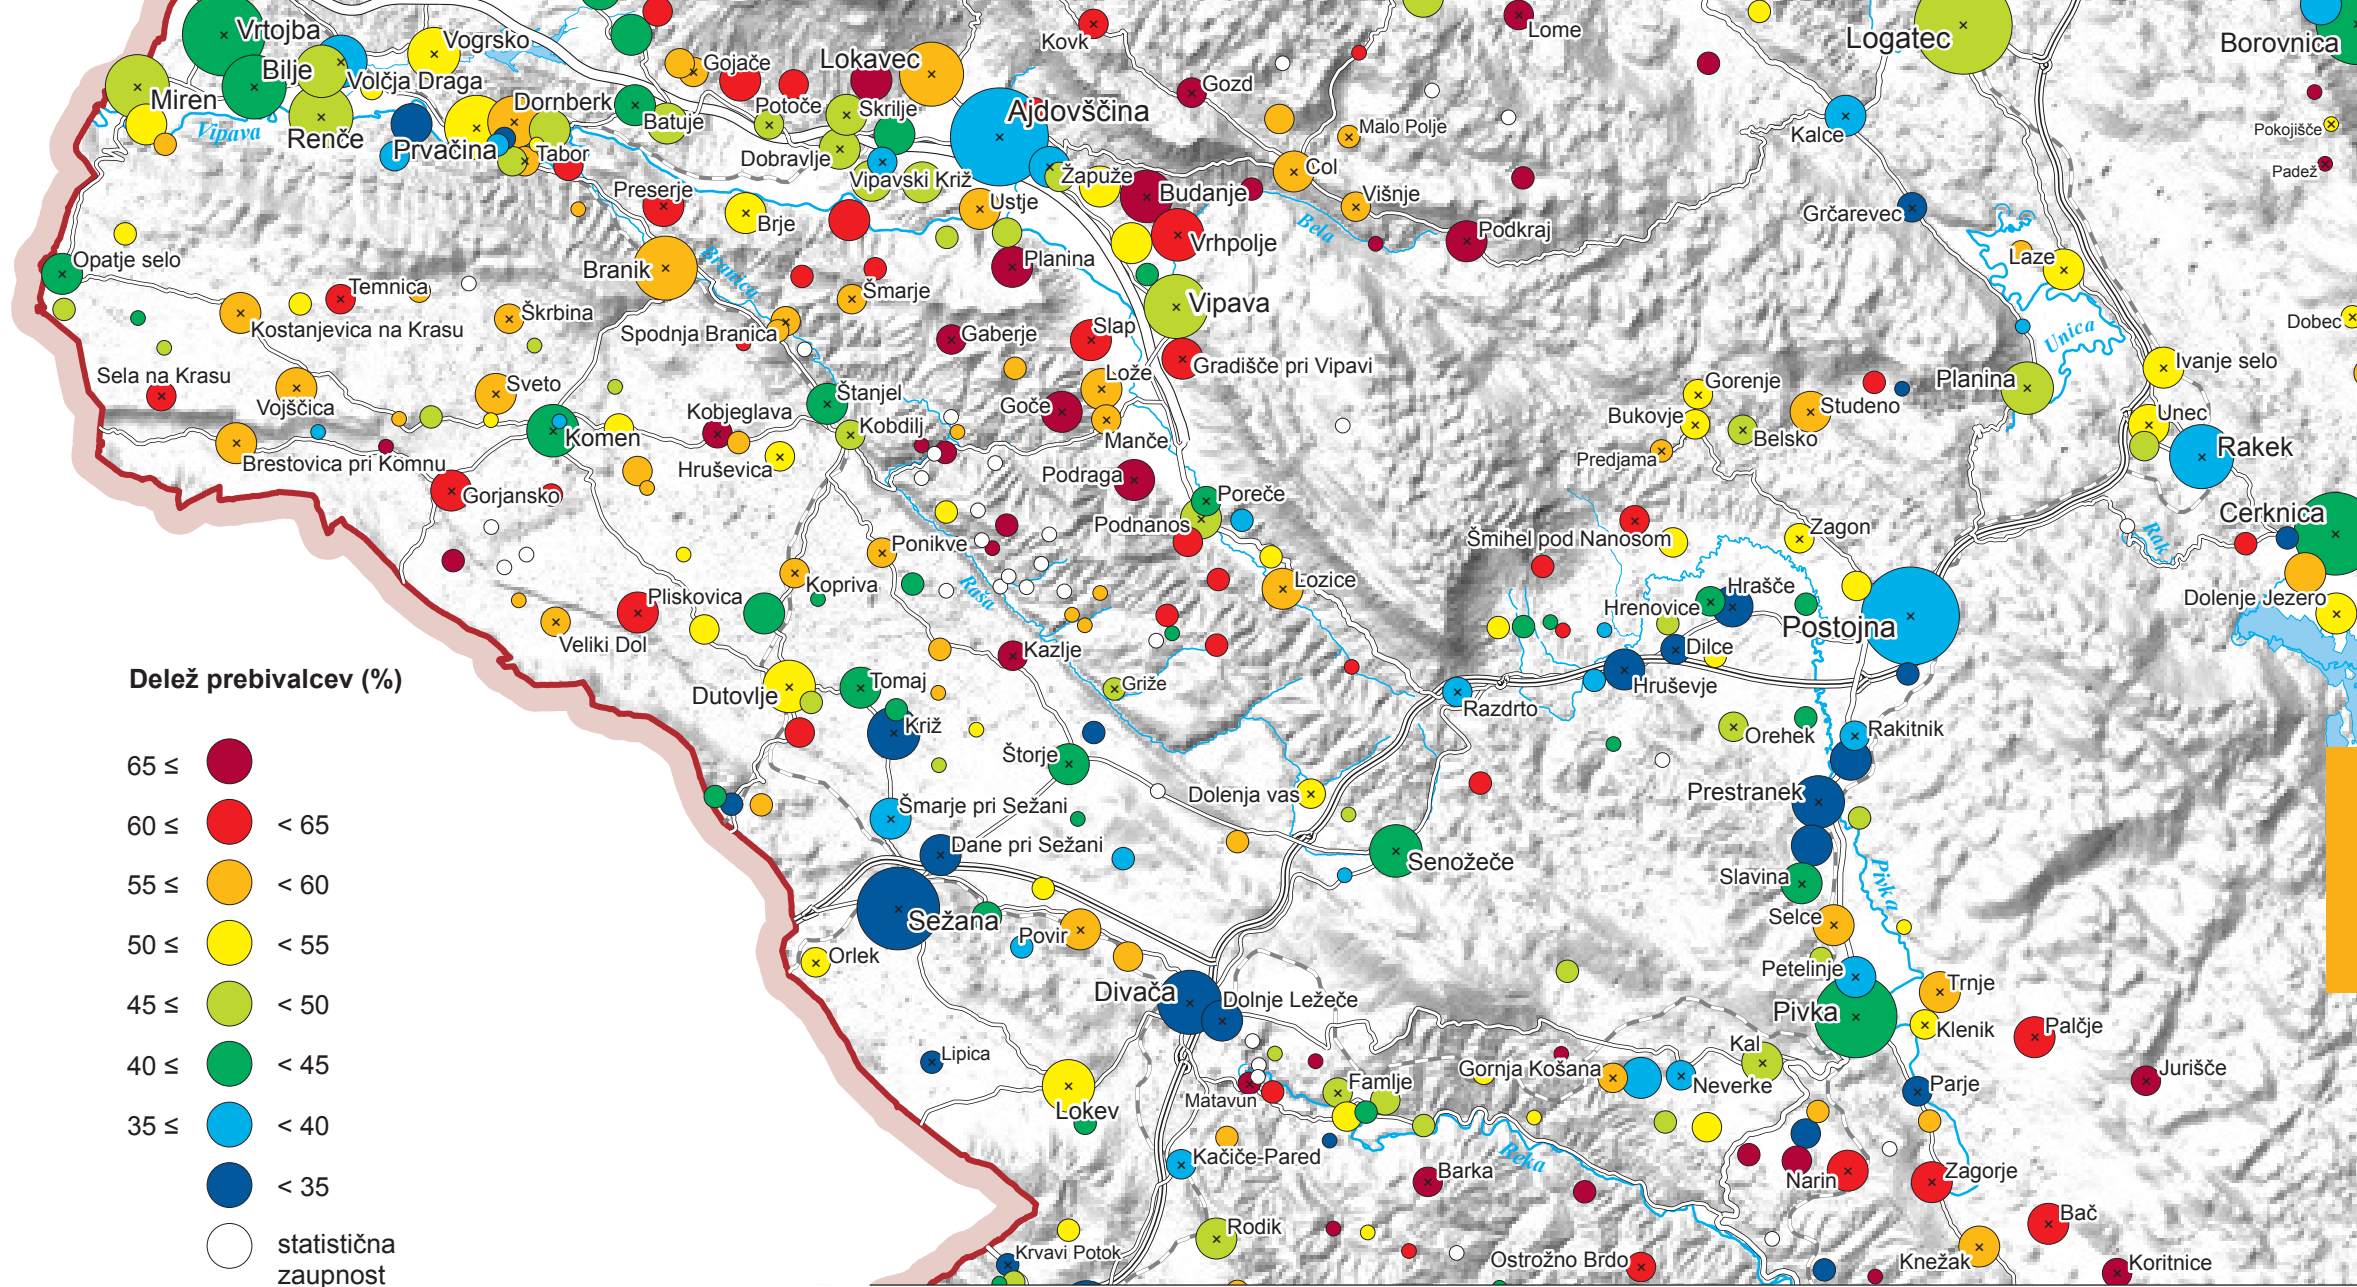 Vrtojba
Vogrsko
Bilje
Volčja Draga
Miren
Vipava
Renče
Dornberk
Prvačina
Tabor
Batuje
Gojače
Potoče
Lokavec
Skrilje
Dobravlje
Vipavski Križ
Ajdovščina
Žapuže
Kovk
Gozd
Lome
Malo Polje
Col
Višnje
Budanje
Bela
Podkraj
Vrhpolje
Logatec
Borovnica
Kalce
Pokojišče
Padež
Grčarevec
Laze
Dobec
Unica
Preserje
Brje
Ustje
Planina
Opatje selo
Temnica
Kostanjevica na Krasu
Škrbina
Branik
Branica
Šmarje
Spodnja Branica
Gaberje
Slap
Vipava
Gradišče pri Vipavi
Sela na Krasu
Vojščica
Sveto
Štanjel
Kobjeglava
Kobdilj
Hruševica
Komen
Brestovica pri Komnu
Gorjansko
Lože
Goče
Manče
Podraga
Poreče
Podnanos
Ponikve
Raša
Kopriva
Pliskovica
Veliki Dol
Lozice
Kazlje
Griže
Gorenje
Bukovje
Belsko
Studeno
Predjama
Planina
Ivanje selo
Unec
Rakek
Cerknica
Rak
Dolenje Jezero
Zagon
Šmihel pod Nanosom
Hrašče
Hrenovice
Postojna
Dilce
Hruševje
Razdrto
Orehek
Rakitnik
Prestranek
Slavina
Selce
Pivka
Petelinje
Pivka
Trnje
Klenik
Palčje
Jurišče
Parje
Zagorje
Bač
Koritnice
Knežak
Narin
Kal
Neverke
Gornja Košana
Dutovlje
Tomaj
Križ
Štorje
Šmarje pri Sežani
Dane pri Sežani
Dolenja vas
Senožeče
Sežana
Orlek
Povir
Divača
Dolnje Ležeče
Lipica
Lokev
Matavun
Famlje
Kačiče-Pared
Barka
Reka
Rodik
Krvavi Potok
Ostrožno Brdo
Delež prebivalcev (%)
65 ≤
60 ≤ < 65
55 ≤ < 60
50 ≤ < 55
45 ≤ < 50
40 ≤ < 45
35 ≤ < 40
< 35
statistična
zaupnost